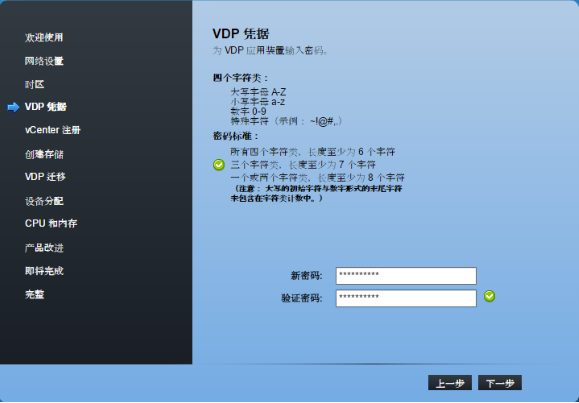 欢迎使用
网络设置
时区
VDP 凭据
vCenter 注册
创建存储
VDP 迁移
设备分配
CPU 和内存
产品改进
即将完成
完整
VDP 凭据
为 VDP 应用装置输入密码。
四个字符类：
大写字母 A-Z
小写字母 a-z
数字 0-9
特殊字符（示例： ~!@#,.）
密码标准：
所有四个字符类，长度至少为 6 个字符
三个字符类，长度至少为 7 个字符
一个或两个字符类，长度至少为 8 个字符
（注意： 大写的初始字符与数字形式的末尾字符
未包含在字符类计数中。）
新密码: **********
验证密码: **********
上一步 下一步